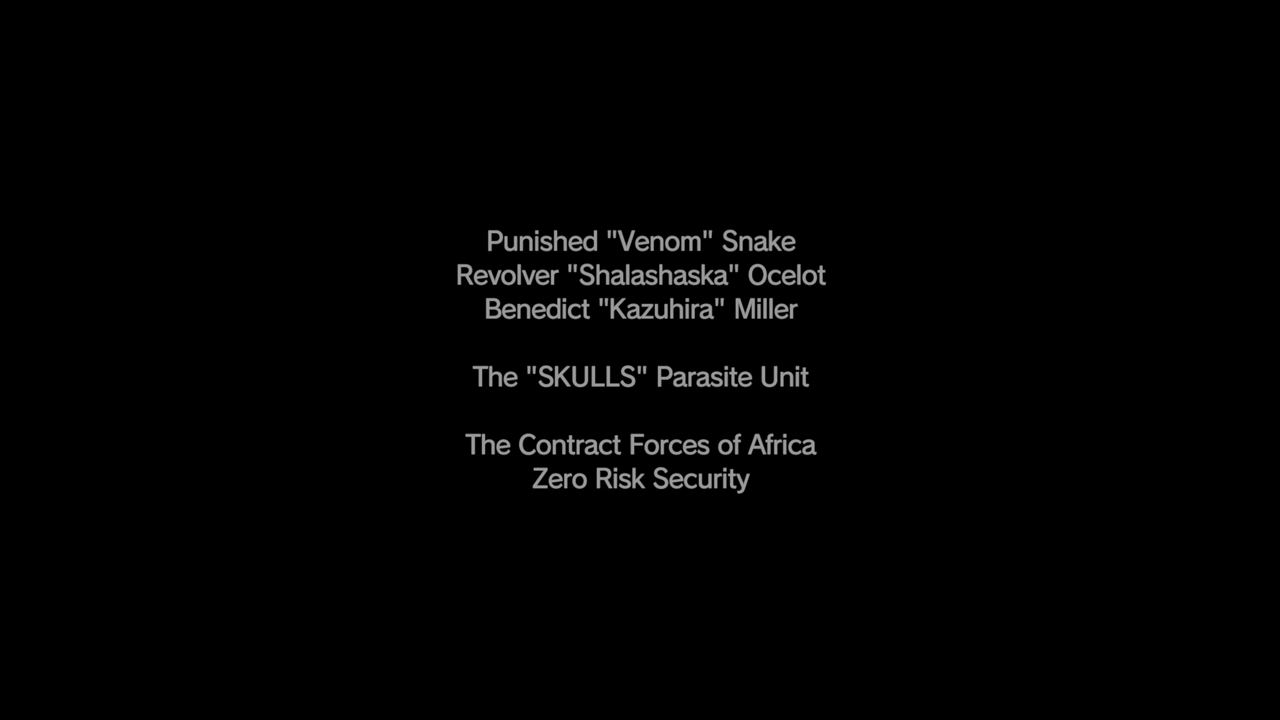 Punished "Venom" Snake
Revolver "Shalashaska" Ocelot
Benedict "Kazuhira" Miller
The "SKULLS" Parasite Unit
The Contract Forces of Africa
Zero Risk Security